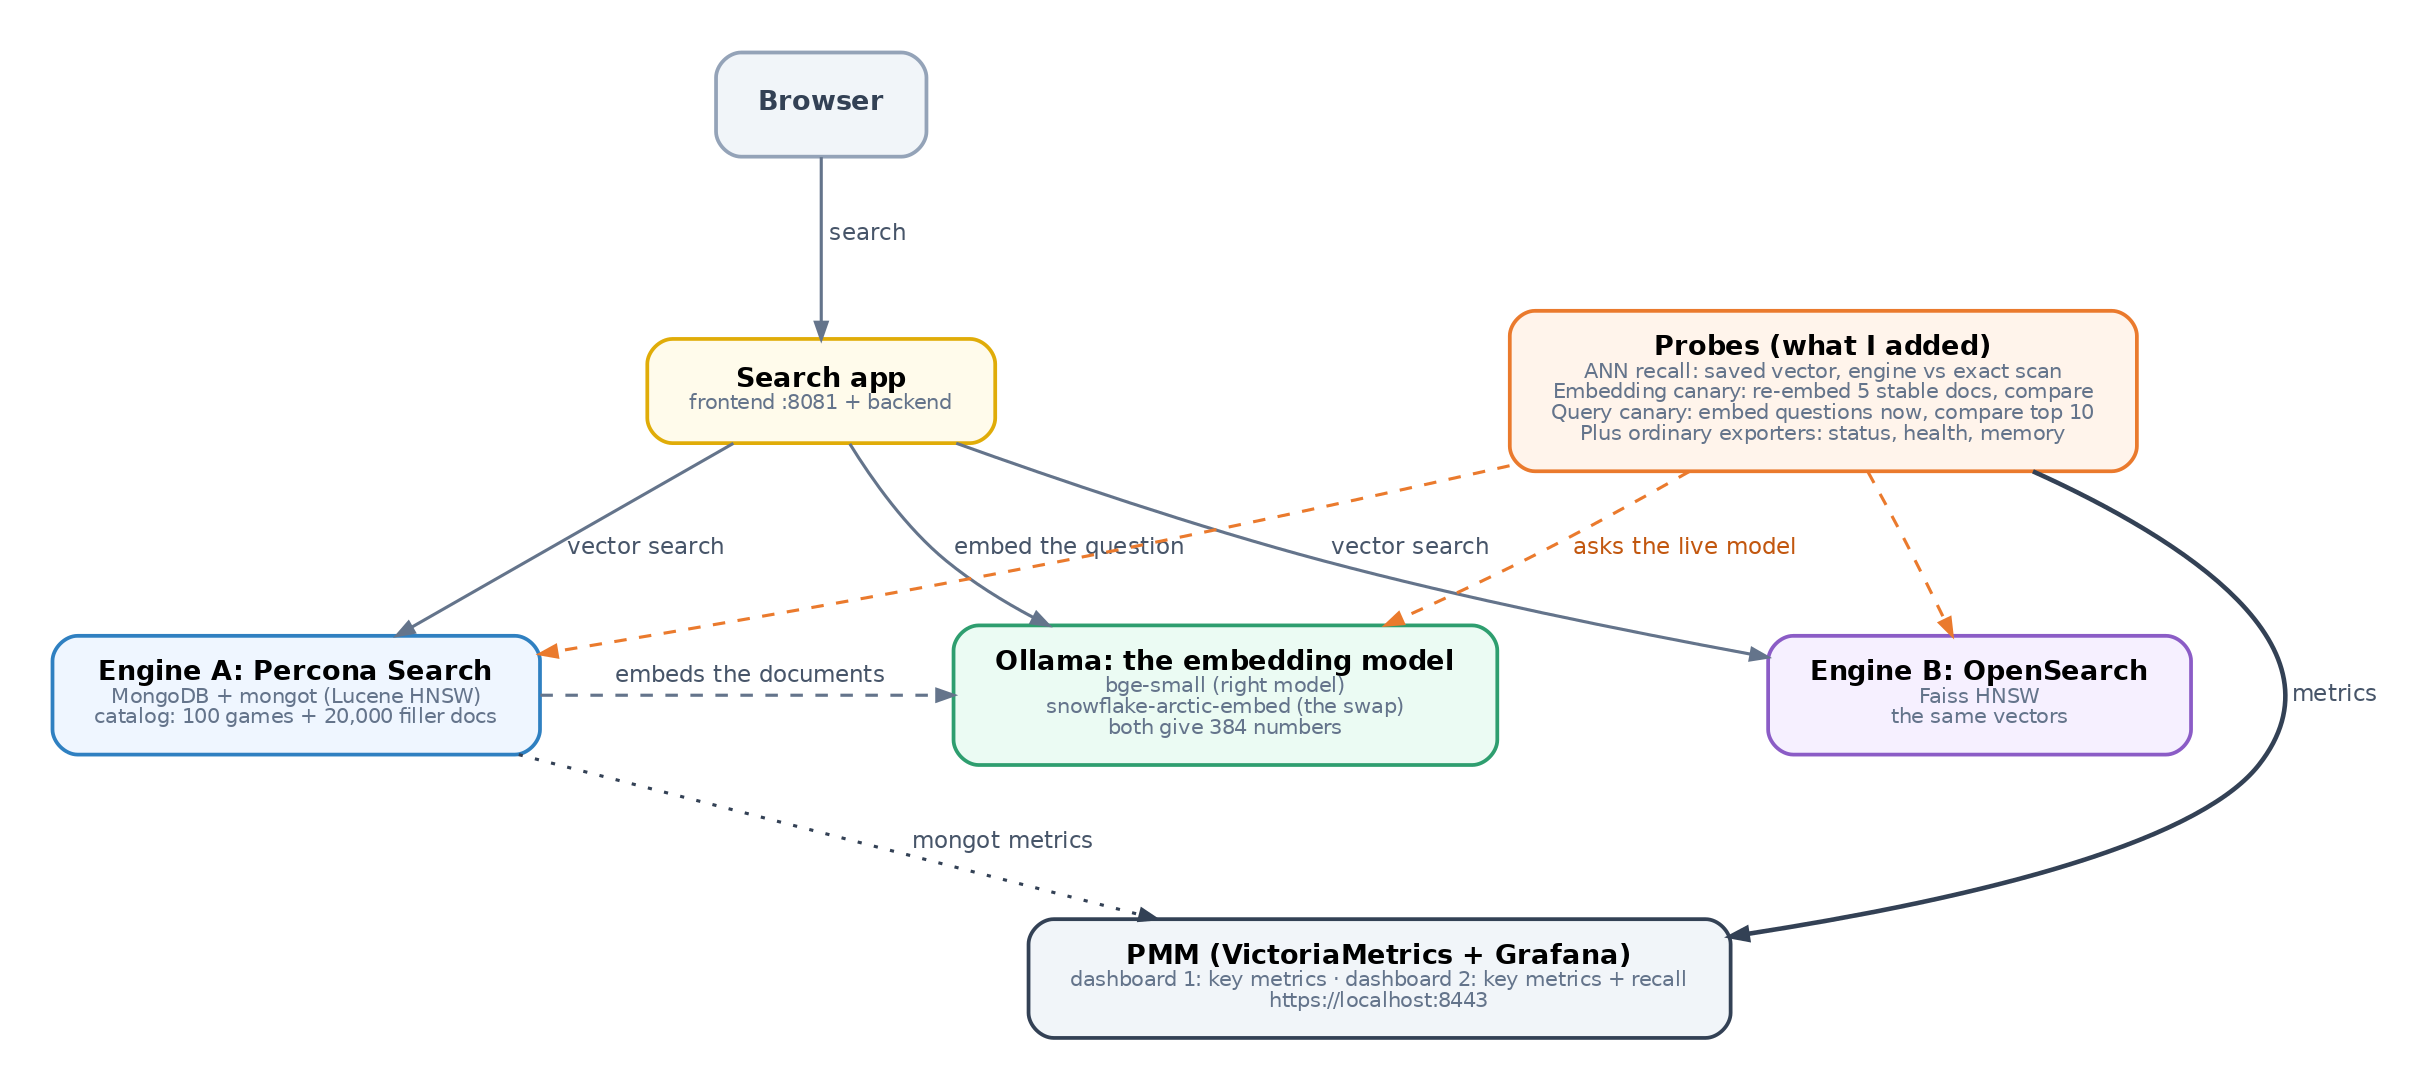 Browser
search
Search app
frontend :8081 + backend
Probes (what I added)
ANN recall: saved vector, engine vs exact scan
Embedding canary: re-embed 5 stable docs, compare
Query canary: embed questions now, compare top 10
Plus ordinary exporters: status, health, memory
vector search
embed the question
vector search
asks the live model
Engine A: Percona Search
MongoDB + mongot (Lucene HNSW)
catalog: 100 games + 20,000 filler docs
embeds the documents
Ollama: the embedding model
bge-small (right model)
snowflake-arctic-embed (the swap)
both give 384 numbers
Engine B: OpenSearch
Faiss HNSW
the same vectors
metrics
mongot metrics
PMM (VictoriaMetrics + Grafana)
dashboard 1: key metrics · dashboard 2: key metrics + recall
https://localhost:8443